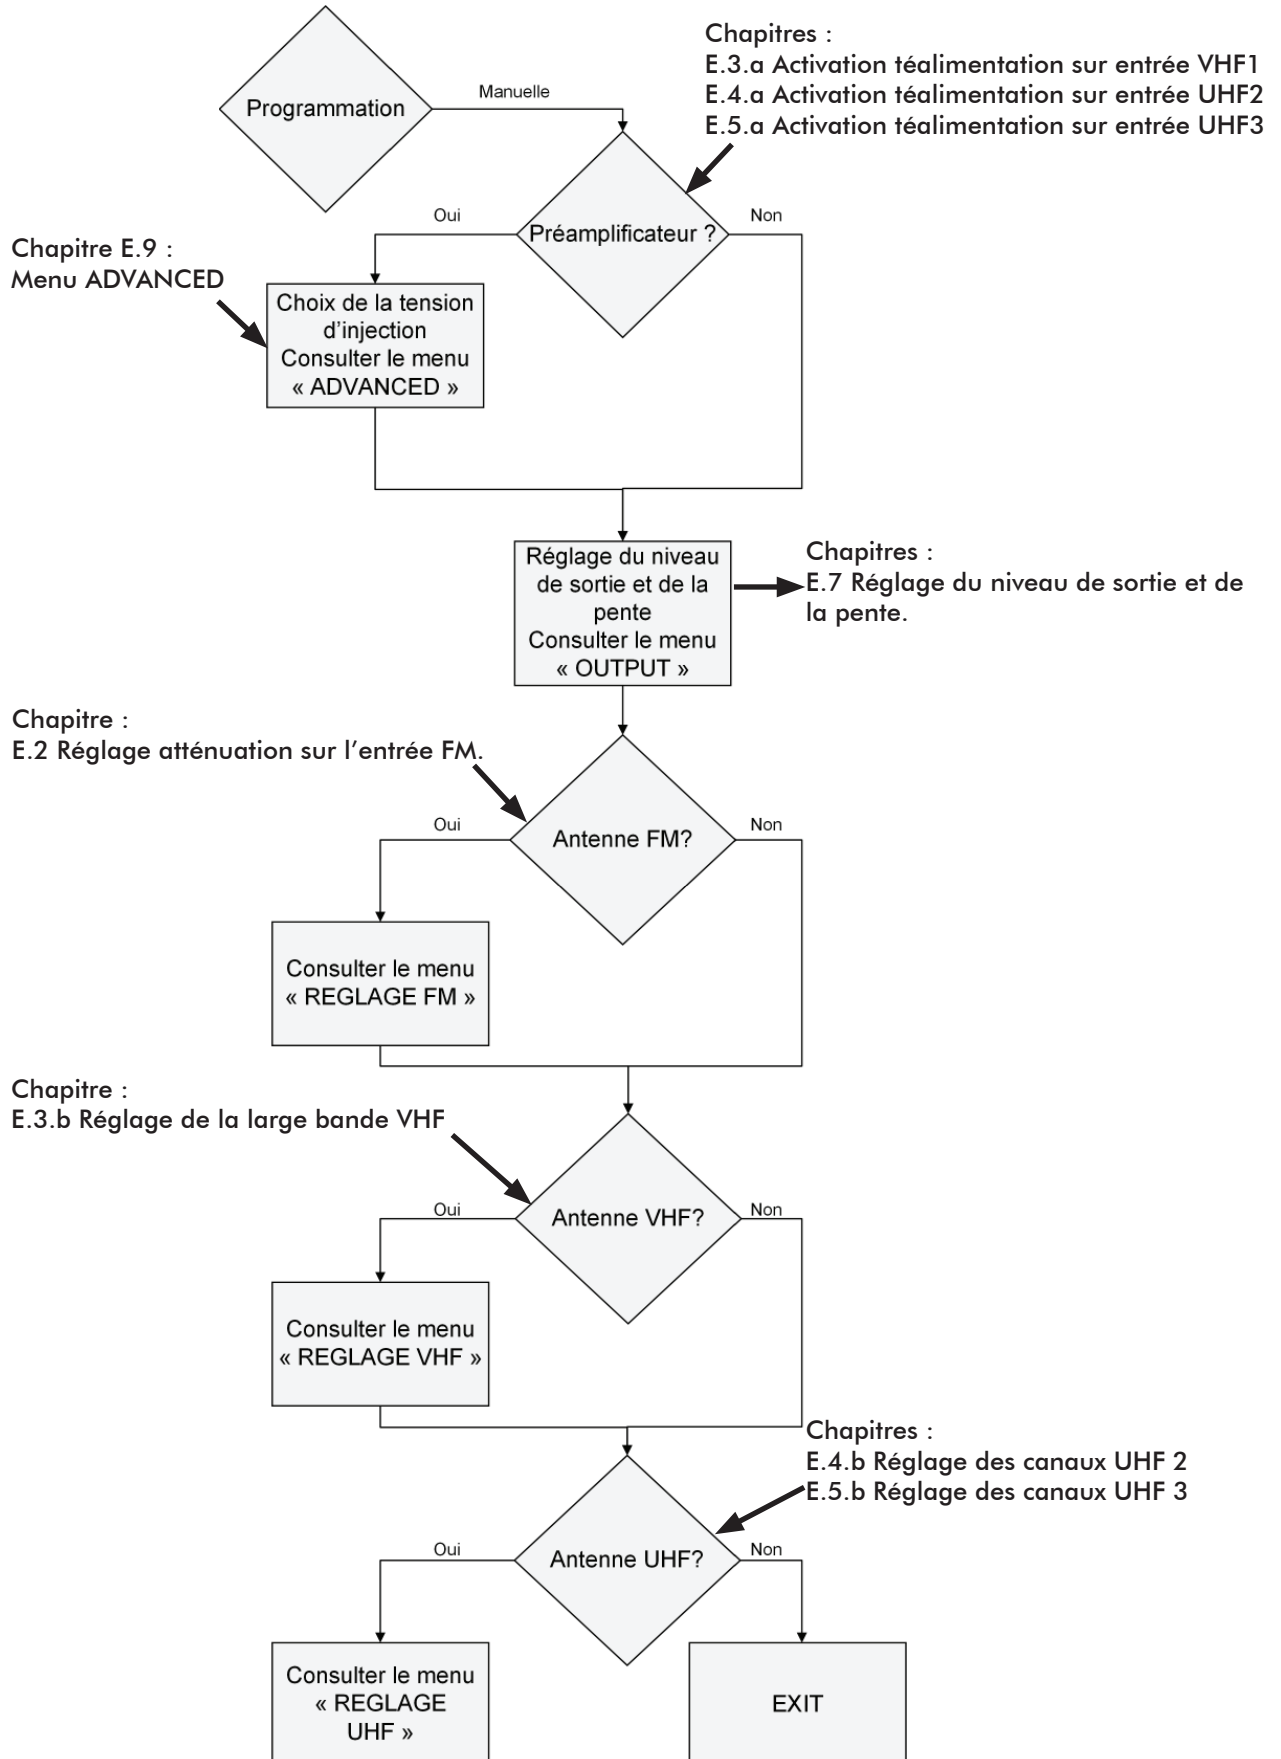 Chapitres :
E.3.a Activation téalimentation sur entrée VHF1
E.4.a Activation téalimentation sur entrée UHF2
E.5.a Activation téalimentation sur entrée UHF3
Programmation
Manuelle
Préamplificateur ?
Oui
Non
Chapitre E.9 :
Menu ADVANCED
Choix de la tension
d'injection
Consulter le menu
« ADVANCED »
Réglage du niveau
de sortie et de la
pente
Consulter le menu
« OUTPUT »
Chapitres :
E.7 Réglage du niveau de sortie et de
la pente.
Chapitre :
E.2 Réglage atténuation sur l'entrée FM.
Oui
Antenne FM?
Non
Consulter le menu
« REGLAGE FM »
Chapitre :
E.3.b Réglage de la large bande VHF
Oui
Antenne VHF?
Non
Consulter le menu
« REGLAGE VHF »
Chapitres :
E.4.b Réglage des canaux UHF 2
E.5.b Réglage des canaux UHF 3
Oui
Antenne UHF?
Non
Consulter le menu
« REGLAGE
UHF »
EXIT